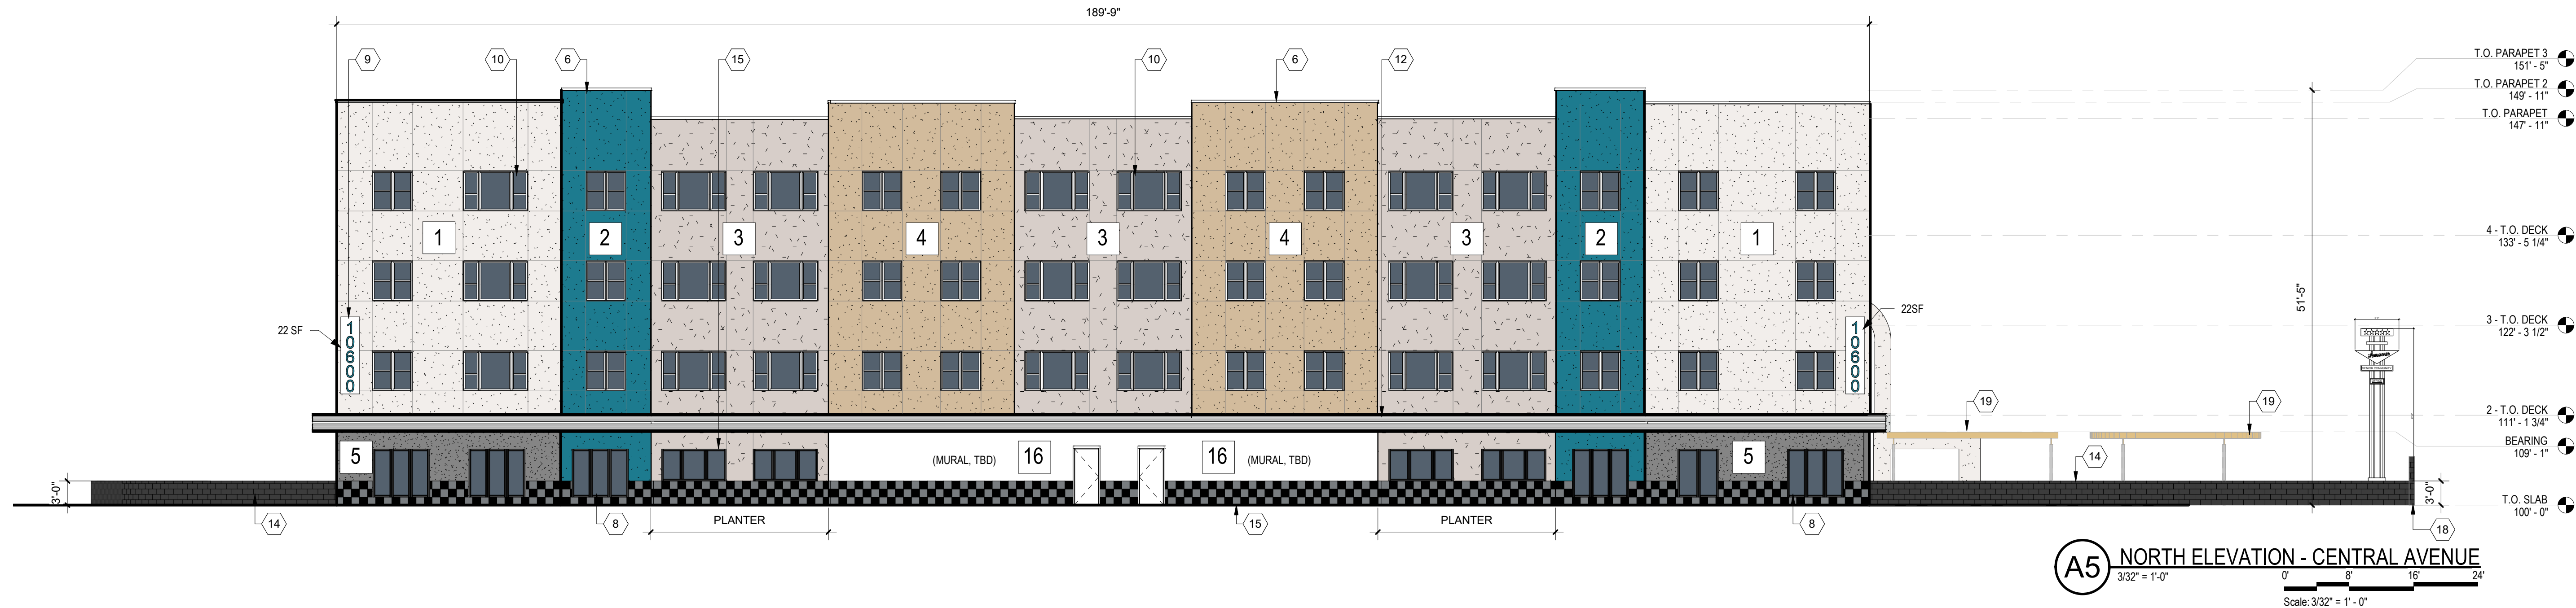 189'-9"
9
10
6
15
10
6
12
T.O. PARAPET 3
151' - 5"
T.O. PARAPET 2
149' - 11"
T.O. PARAPET
147' - 11"
1
2
3
4
3
4
3
2
1
4 - T.O. DECK
133' - 5 1/4"
51'-5"
22 SF
10600
10600
22SF
3 - T.O. DECK
122' - 3 1/2"
19
19
2 - T.O. DECK
111' - 1 3/4"
BEARING
109' - 1"
5
(MURAL, TBD)
16
16
(MURAL, TBD)
5
14
3'-0"
3'-0"
T.O. SLAB
100' - 0"
14
8
PLANTER
15
PLANTER
8
18
A5
NORTH ELEVATION - CENTRAL AVENUE
3/32" = 1'-0"
0'
8'
16'
24'
Scale: 3/32" = 1' - 0"